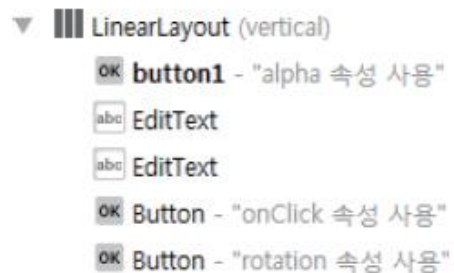 LinearLayout (vertical)
OK button1 - "alpha 속성 사용"
abc EditText
abc EditText
OK Button - "onClick 속성 사용"
OK Button - "rotation 속성 사용"